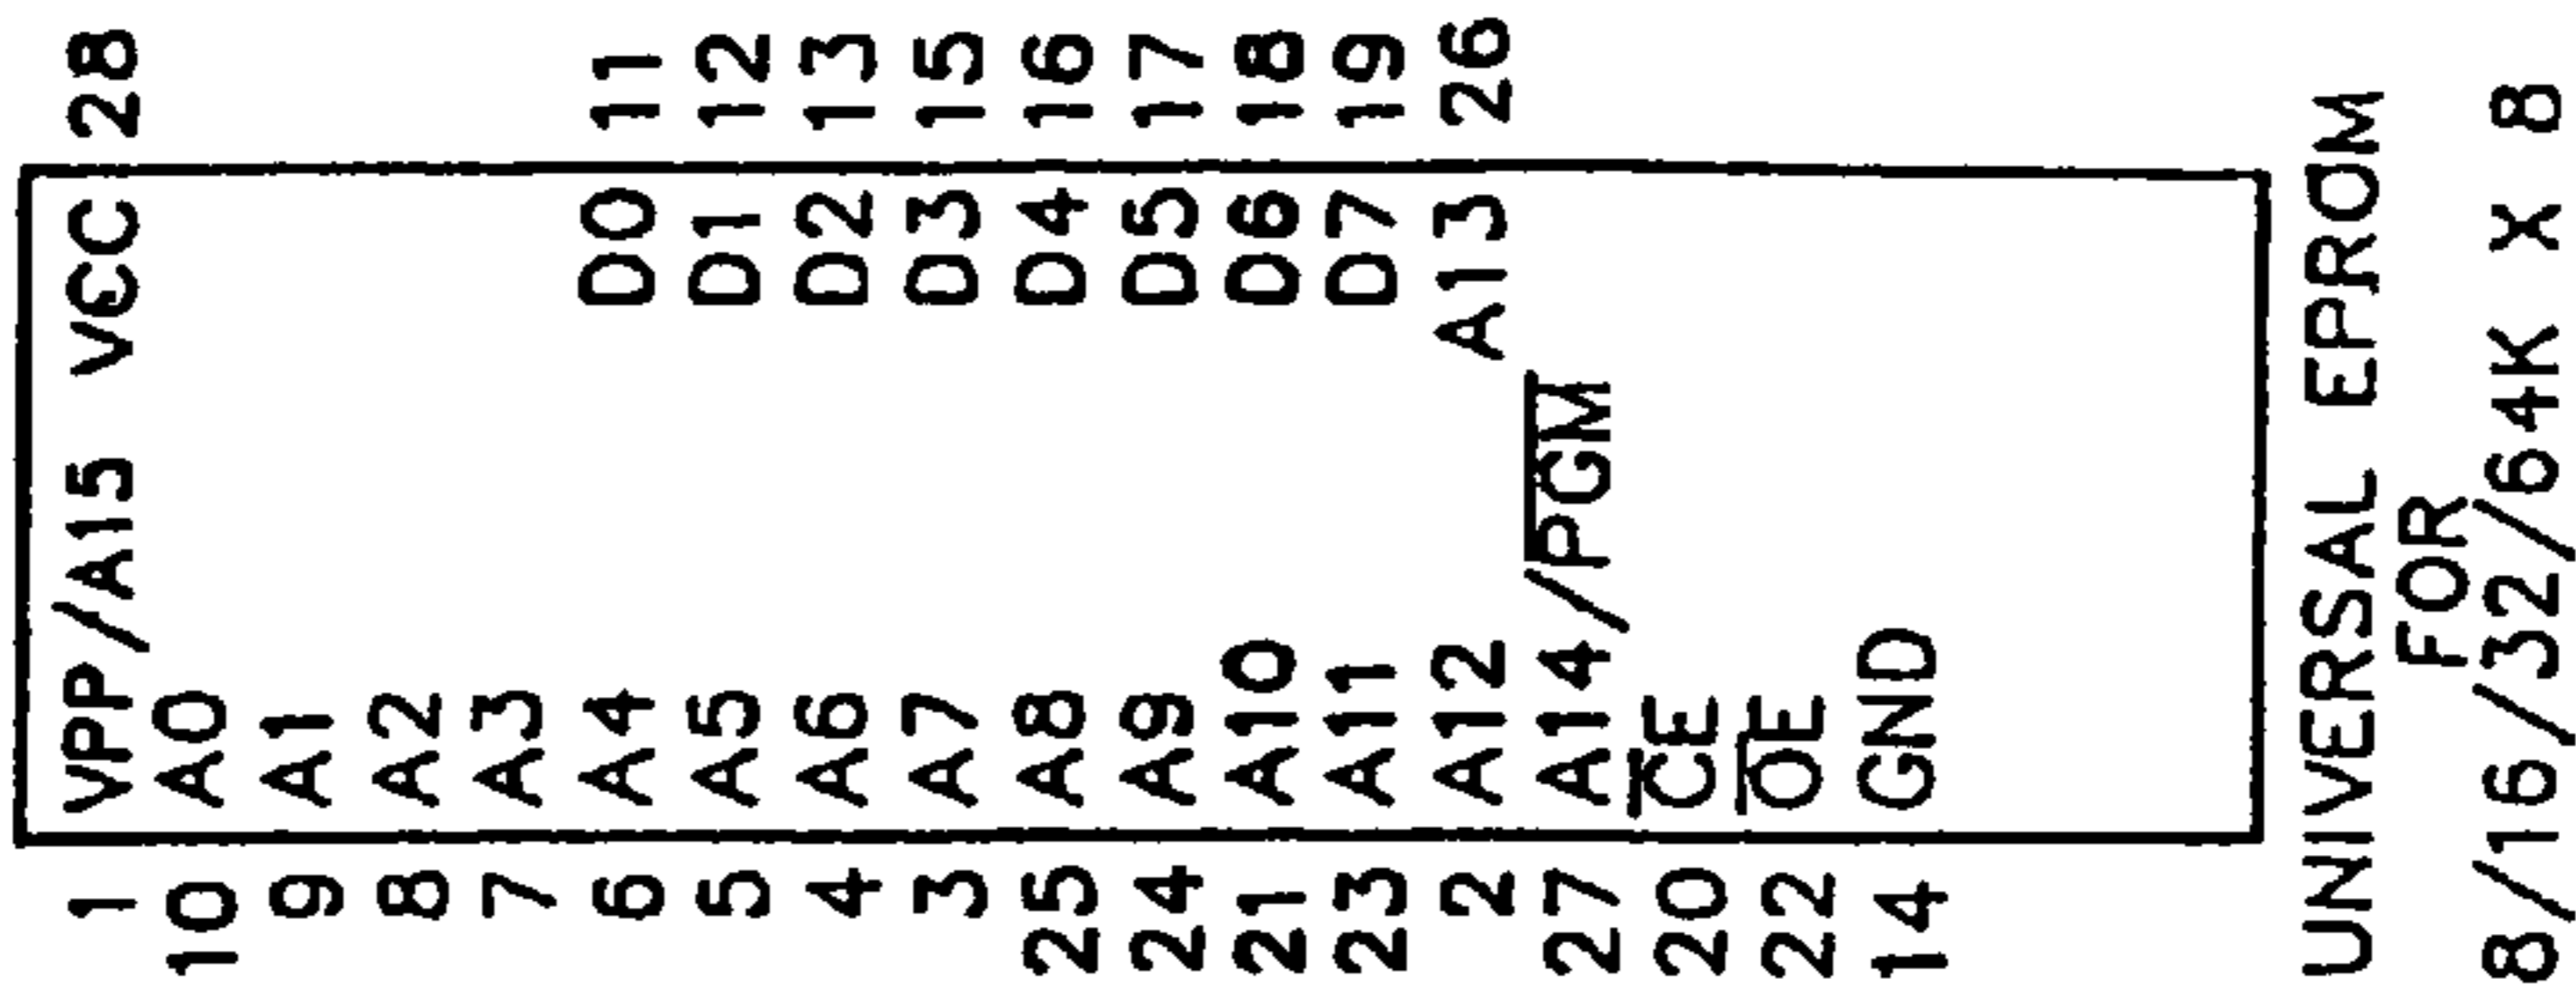 1 VPP/A15 VCC 28
10 A0
9 A1
8 A2
7 A3
6 A4 D0 11
5 A5 D1 12
4 A6 D2 13
3 A7 D3 15
25 A8 D4 16
24 A9 D5 17
21 A10 D6 18
23 A11 D7 19
2 A12 A13 26
27 A14/P̅G̅M̅
20 C̅E̅
22 O̅E̅
14 GND
UNIVERSAL EPROM
FOR
8/16/32/64K X 8